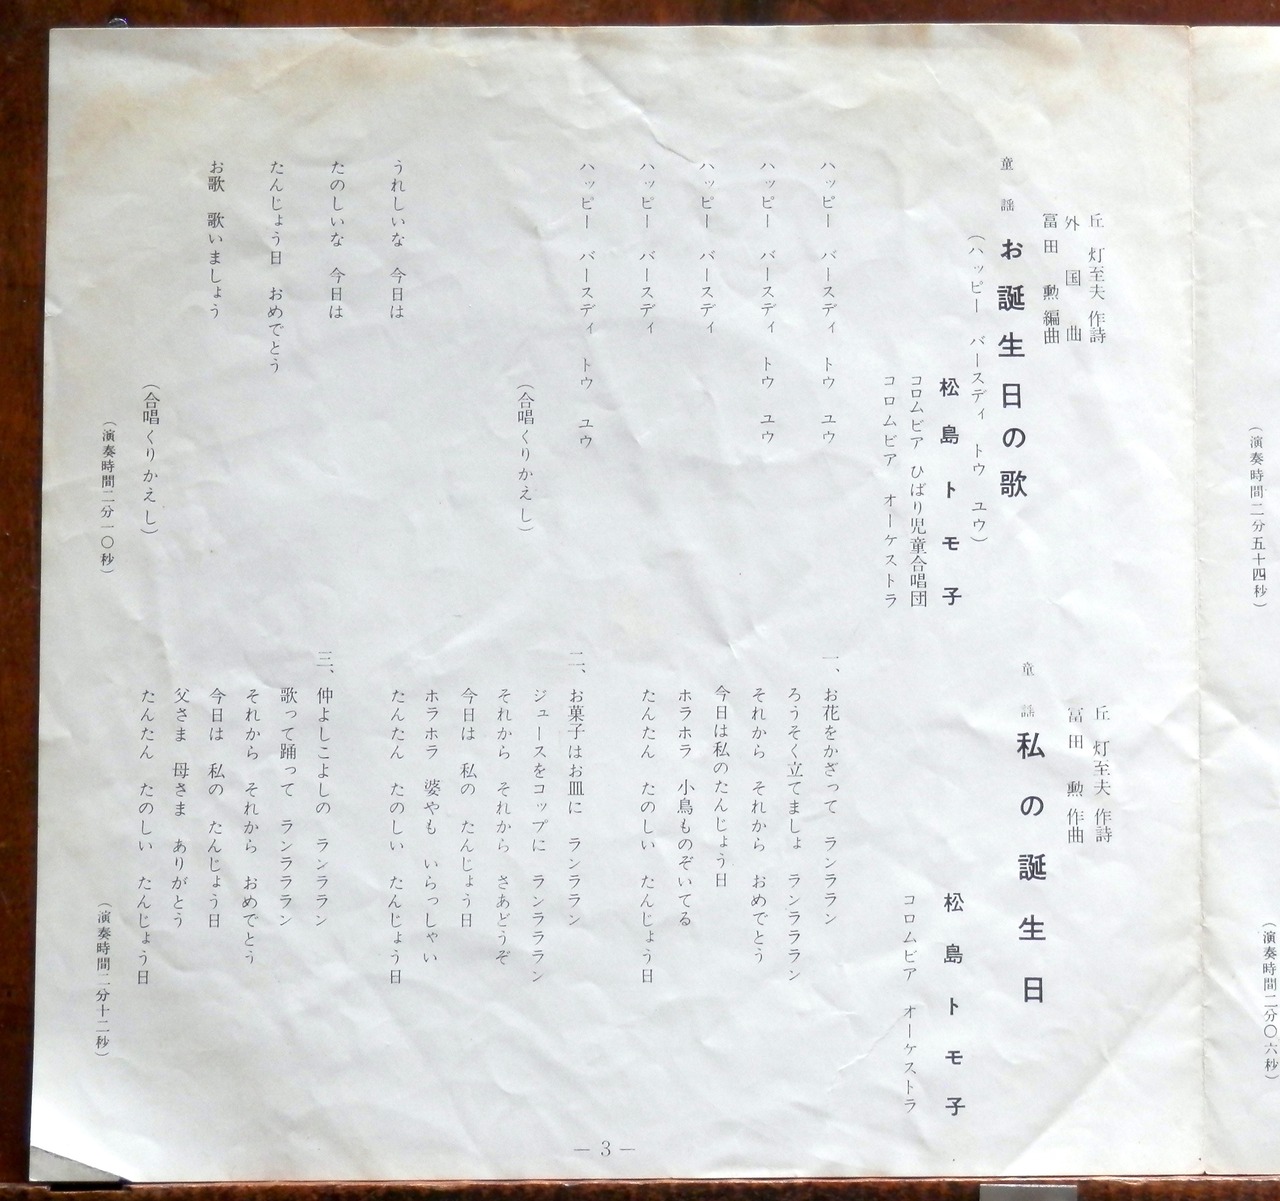 （演奏時間二分五十四秒）
（演奏時間二分〇六秒）
丘　灯至夫　作詩
外　国　曲
冨田　勲　編曲
童謡　お誕生日の歌
（ハッピー　バースディ　トウ　ユウ）
松島トモ子
コロムビア　ひばり児童合唱団
コロムビア　オーケストラ
ハッピー　バースディ　トウ　ユウ
ハッピー　バースディ　トウ　ユウ
ハッピー　バースディ
ハッピー　バースディ
ハッピー　バースディ　トウ　ユウ
（合唱くりかえし）
うれしいな　今日は
たのしいな　今日は
たんじょう日　おめでとう
お歌　歌いましょう
（合唱くりかえし）
（演奏時間二分一〇秒）
丘　灯至夫　作詩
冨田　勲　作曲
童謡　私の誕生日
松島トモ子
コロムビア　オーケストラ
一、お花をかざって　ランララン
ろうそく立てましょ　ランラララン
それから　それから　おめでとう
今日は私のたんじょう日
ホラホラ　小鳥ものぞいてる
たんたん　たのしい　たんじょう日
二、お菓子はお皿に　ランララン
ジュースをコップに　ランラララン
それから　それから　さあどうぞ
今日は　私の　たんじょう日
ホラホラ　婆やも　いらっしゃい
たんたん　たのしい　たんじょう日
三、仲よしこよしの　ランララン
歌って踊って　ランラララン
それから　それから　おめでとう
今日は　私の　たんじょう日
父さま　母さま　ありがとう
たんたん　たのしい　たんじょう日
（演奏時間二分十二秒）
— 3 —